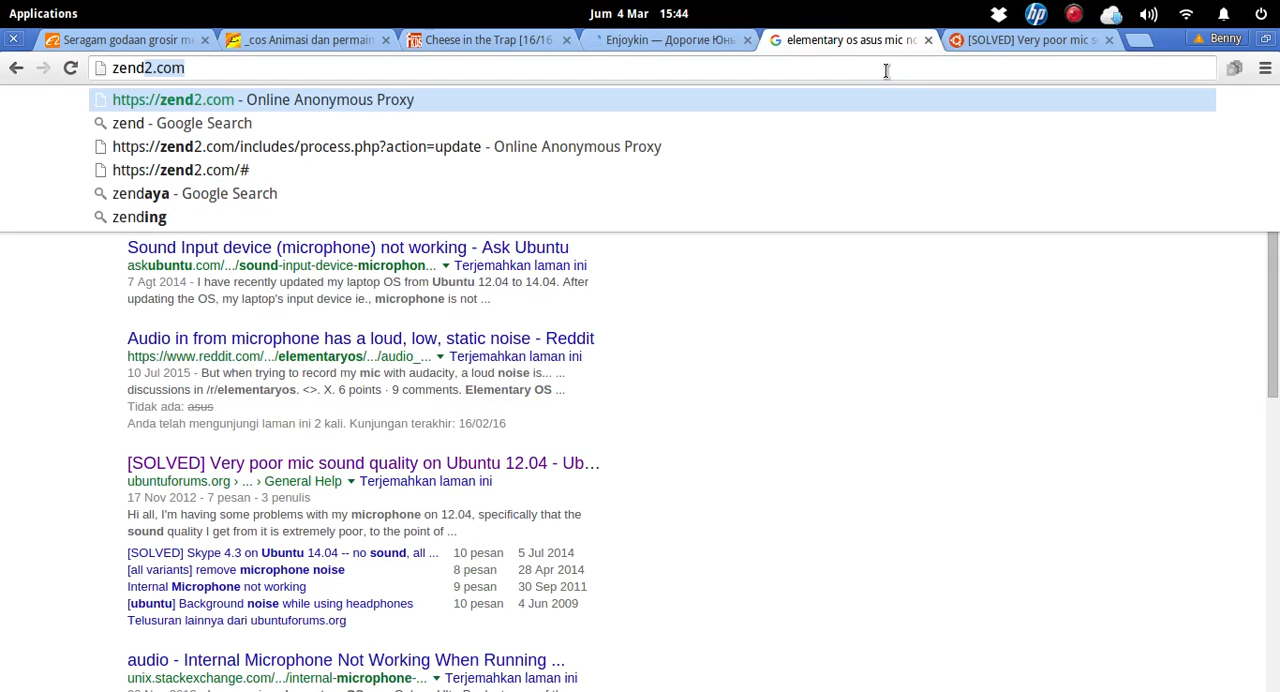 Applications
Jum 4 Mar 15:44
hp
Seragam godaan grosir me
_cos Animasi dan permain
Cheese in the Trap [16/16
Enjoykin — Дорогие Юнь
elementary os asus mic no
[SOLVED] Very poor mic s
Benny
zend2.com
https://zend2.com - Online Anonymous Proxy
zend - Google Search
https://zend2.com/includes/process.php?action=update - Online Anonymous Proxy
https://zend2.com/#
zendaya - Google Search
zending
Sound Input device (microphone) not working - Ask Ubuntu
askubuntu.com/.../sound-input-device-microphon... Terjemahkan laman ini
7 Agt 2014 - I have recently updated my laptop OS from Ubuntu 12.04 to 14.04. After
updating the OS, my laptop's input device ie., microphone is not ...
Audio in from microphone has a loud, low, static noise - Reddit
https://www.reddit.com/.../elementaryos/.../audio_... Terjemahkan laman ini
10 Jul 2015 - But when trying to record my mic with audacity, a loud noise is... ...
discussions in /r/elementaryos. <>. X. 6 points · 9 comments. Elementary OS ...
Tidak ada: asus
Anda telah mengunjungi laman ini 2 kali. Kunjungan terakhir: 16/02/16
[SOLVED] Very poor mic sound quality on Ubuntu 12.04 - Ub...
ubuntuforums.org › ... › General Help Terjemahkan laman ini
17 Nov 2012 - 7 pesan - 3 penulis
Hi all, I'm having some problems with my microphone on 12.04, specifically that the
sound quality I get from it is extremely poor, to the point of ...
[SOLVED] Skype 4.3 on Ubuntu 14.04 -- no sound, all ... 10 pesan 5 Jul 2014
[all variants] remove microphone noise 8 pesan 28 Apr 2014
Internal Microphone not working 9 pesan 30 Sep 2011
[ubuntu] Background noise while using headphones 10 pesan 4 Jun 2009
Telusuran lainnya dari ubuntuforums.org
audio - Internal Microphone Not Working When Running ...
unix.stackexchange.com/.../internal-microphone-... Terjemahkan laman ini